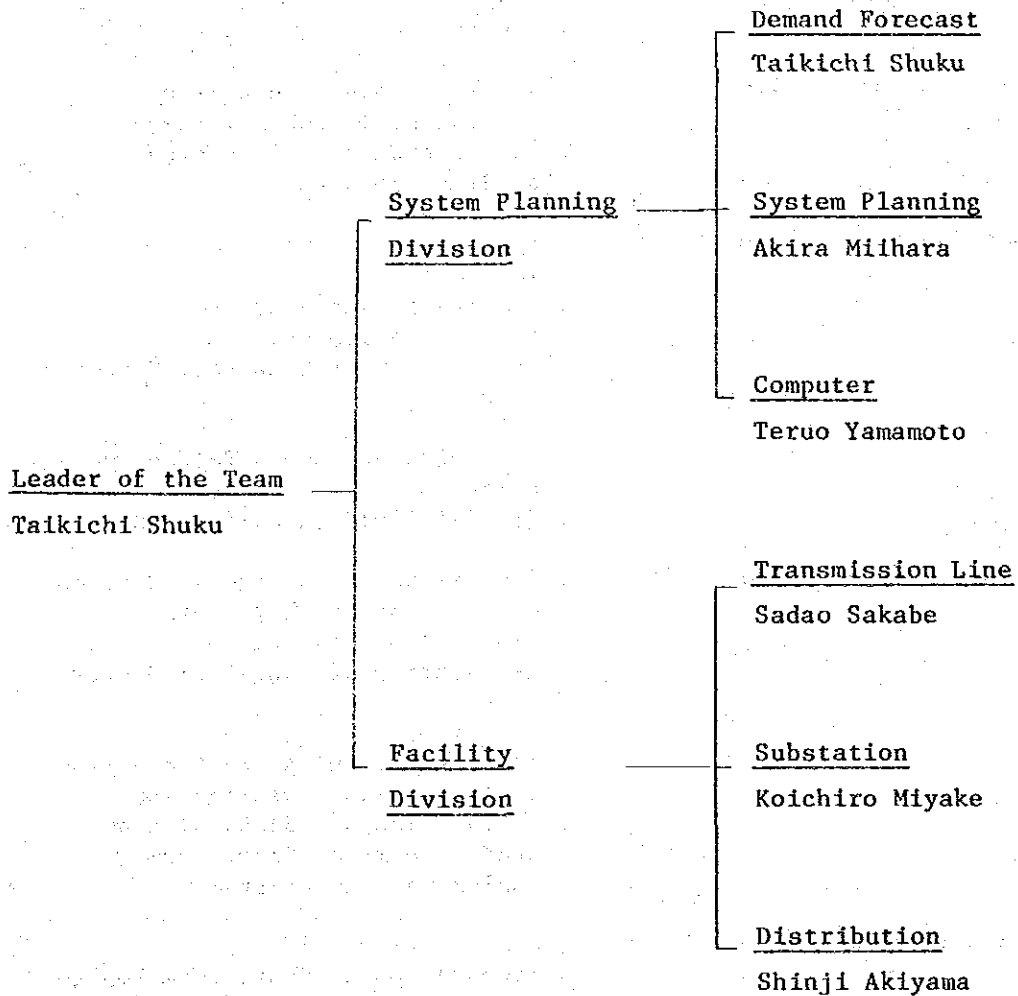 Demand Forecast
Taikichi Shuku
System Planning
Division
System Planning
Akira Miihara
Computer
Teruo Yamamoto
Leader of the Team
Taikichi Shuku
Transmission Line
Sadao Sakabe
Facility
Division
Substation
Koichiro Miyake
Distribution
Shinji Akiyama